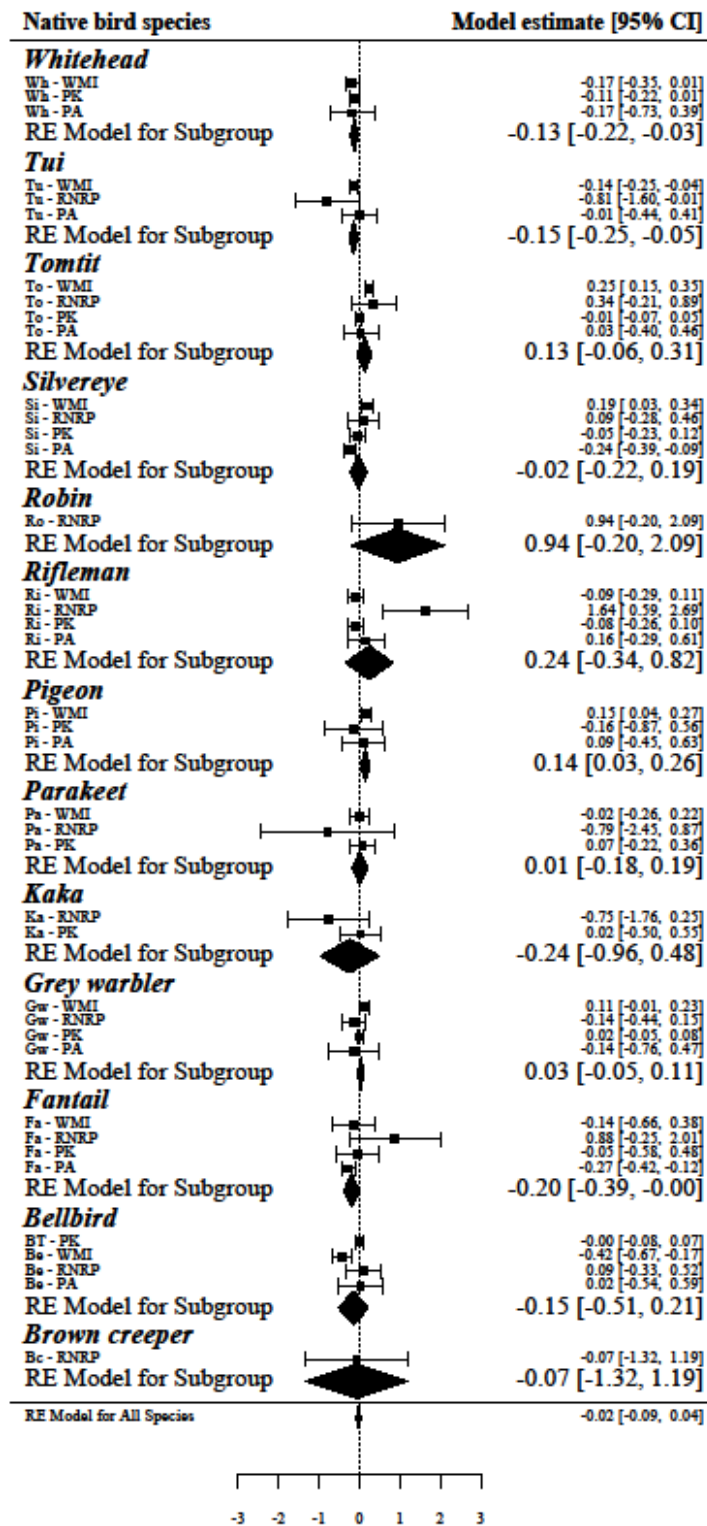 Native bird species Model estimate [95% CI]
Whitehead
Wh - WMI -0.17 [-0.35, 0.01]
Wh - PK -0.11 [-0.22, 0.01]
Wh - PA -0.17 [-0.73, 0.39]
RE Model for Subgroup -0.13 [-0.22, -0.03]
Tui
Tu - WMI -0.14 [-0.25, -0.04]
Tu - RNRP -0.81 [-1.60, -0.01]
Tu - PA -0.01 [-0.44, 0.41]
RE Model for Subgroup -0.15 [-0.25, -0.05]
Tomtit
To - WMI 0.25 [ 0.15, 0.35]
To - RNRP 0.34 [-0.21, 0.89]
To - PK -0.01 [-0.07, 0.05]
To - PA 0.03 [-0.40, 0.46]
RE Model for Subgroup 0.13 [-0.06, 0.31]
Silvereye
Si - WMI 0.19 [ 0.03, 0.34]
Si - RNRP 0.09 [-0.28, 0.46]
Si - PK -0.05 [-0.23, 0.12]
Si - PA -0.24 [-0.39, -0.09]
RE Model for Subgroup -0.02 [-0.22, 0.19]
Robin
Ro - RNRP 0.94 [-0.20, 2.09]
RE Model for Subgroup 0.94 [-0.20, 2.09]
Rifleman
Ri - WMI -0.09 [-0.29, 0.11]
Ri - RNRP 1.64 [ 0.59, 2.69]
Ri - PK -0.08 [-0.26, 0.10]
Ri - PA 0.16 [-0.29, 0.61]
RE Model for Subgroup 0.24 [-0.34, 0.82]
Pigeon
Pi - WMI 0.15 [ 0.04, 0.27]
Pi - PK -0.16 [-0.87, 0.56]
Pi - PA 0.09 [-0.45, 0.63]
RE Model for Subgroup 0.14 [0.03, 0.26]
Parakeet
Pa - WMI -0.02 [-0.26, 0.22]
Pa - RNRP -0.79 [-2.45, 0.87]
Pa - PK 0.07 [-0.22, 0.36]
RE Model for Subgroup 0.01 [-0.18, 0.19]
Kaka
Ka - RNRP -0.75 [-1.76, 0.25]
Ka - PK 0.02 [-0.50, 0.55]
RE Model for Subgroup -0.24 [-0.96, 0.48]
Grey warbler
Gw - WMI 0.11 [-0.01, 0.23]
Gw - RNRP -0.14 [-0.44, 0.15]
Gw - PK 0.02 [-0.05, 0.08]
Gw - PA -0.14 [-0.76, 0.47]
RE Model for Subgroup 0.03 [-0.05, 0.11]
Fantail
Fa - WMI -0.14 [-0.66, 0.38]
Fa - RNRP 0.88 [-0.25, 2.01]
Fa - PK -0.05 [-0.58, 0.48]
Fa - PA -0.27 [-0.42, -0.12]
RE Model for Subgroup -0.20 [-0.39, -0.00]
Bellbird
BT - PK -0.00 [-0.08, 0.07]
Be - WMI -0.42 [-0.67, -0.17]
Be - RNRP 0.09 [-0.33, 0.52]
Be - PA 0.02 [-0.54, 0.59]
RE Model for Subgroup -0.15 [-0.51, 0.21]
Brown creeper
Bc - RNRP -0.07 [-1.32, 1.19]
RE Model for Subgroup -0.07 [-1.32, 1.19]
RE Model for All Species -0.02 [-0.09, 0.04]
-3 -2 -1 0 1 2 3